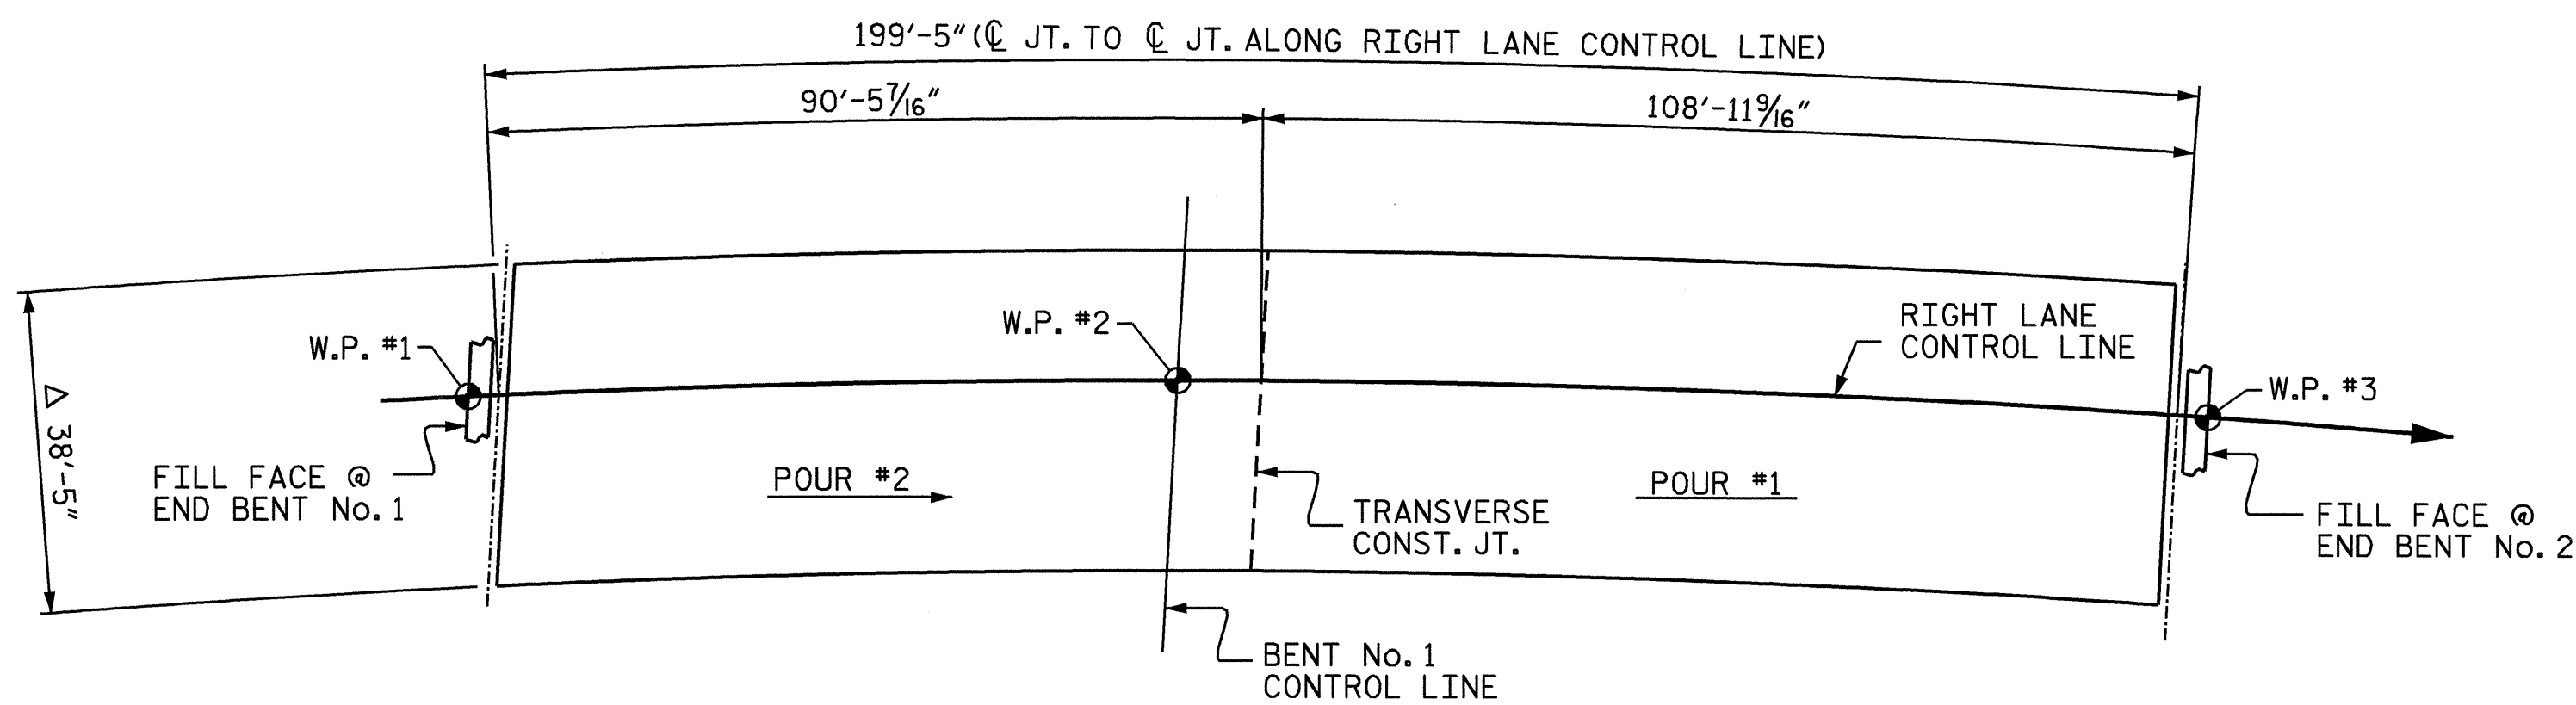 199'-5" (℄ JT. TO ℄ JT. ALONG RIGHT LANE CONTROL LINE)
90'-5 7/16"
108'-11 9/16"
W.P. #1
W.P. #2
RIGHT LANE
CONTROL LINE
W.P. #3
△ 38'-5"
FILL FACE @
END BENT No. 1
POUR #2
POUR #1
TRANSVERSE
CONST. JT.
FILL FACE @
END BENT No. 2
BENT No. 1
CONTROL LINE